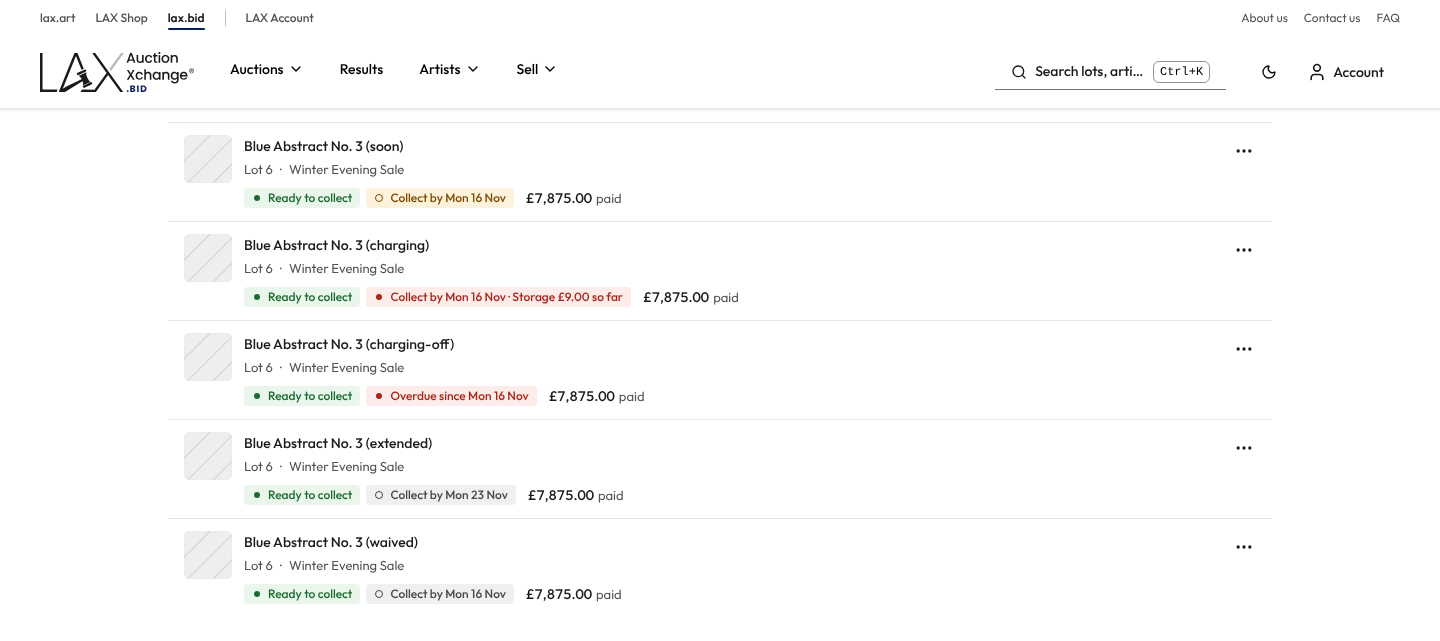 lax.art LAX Shop lax.bid LAX Account About us Contact us FAQ
LAX Auction Xchange® .BID Auctions Results Artists Sell Search lots, arti... Ctrl+K Account
Blue Abstract No. 3 (soon)
Lot 6 · Winter Evening Sale
Ready to collect Collect by Mon 16 Nov £7,875.00 paid
Blue Abstract No. 3 (charging)
Lot 6 · Winter Evening Sale
Ready to collect Collect by Mon 16 Nov · Storage £9.00 so far £7,875.00 paid
Blue Abstract No. 3 (charging-off)
Lot 6 · Winter Evening Sale
Ready to collect Overdue since Mon 16 Nov £7,875.00 paid
Blue Abstract No. 3 (extended)
Lot 6 · Winter Evening Sale
Ready to collect Collect by Mon 23 Nov £7,875.00 paid
Blue Abstract No. 3 (waived)
Lot 6 · Winter Evening Sale
Ready to collect Collect by Mon 16 Nov £7,875.00 paid